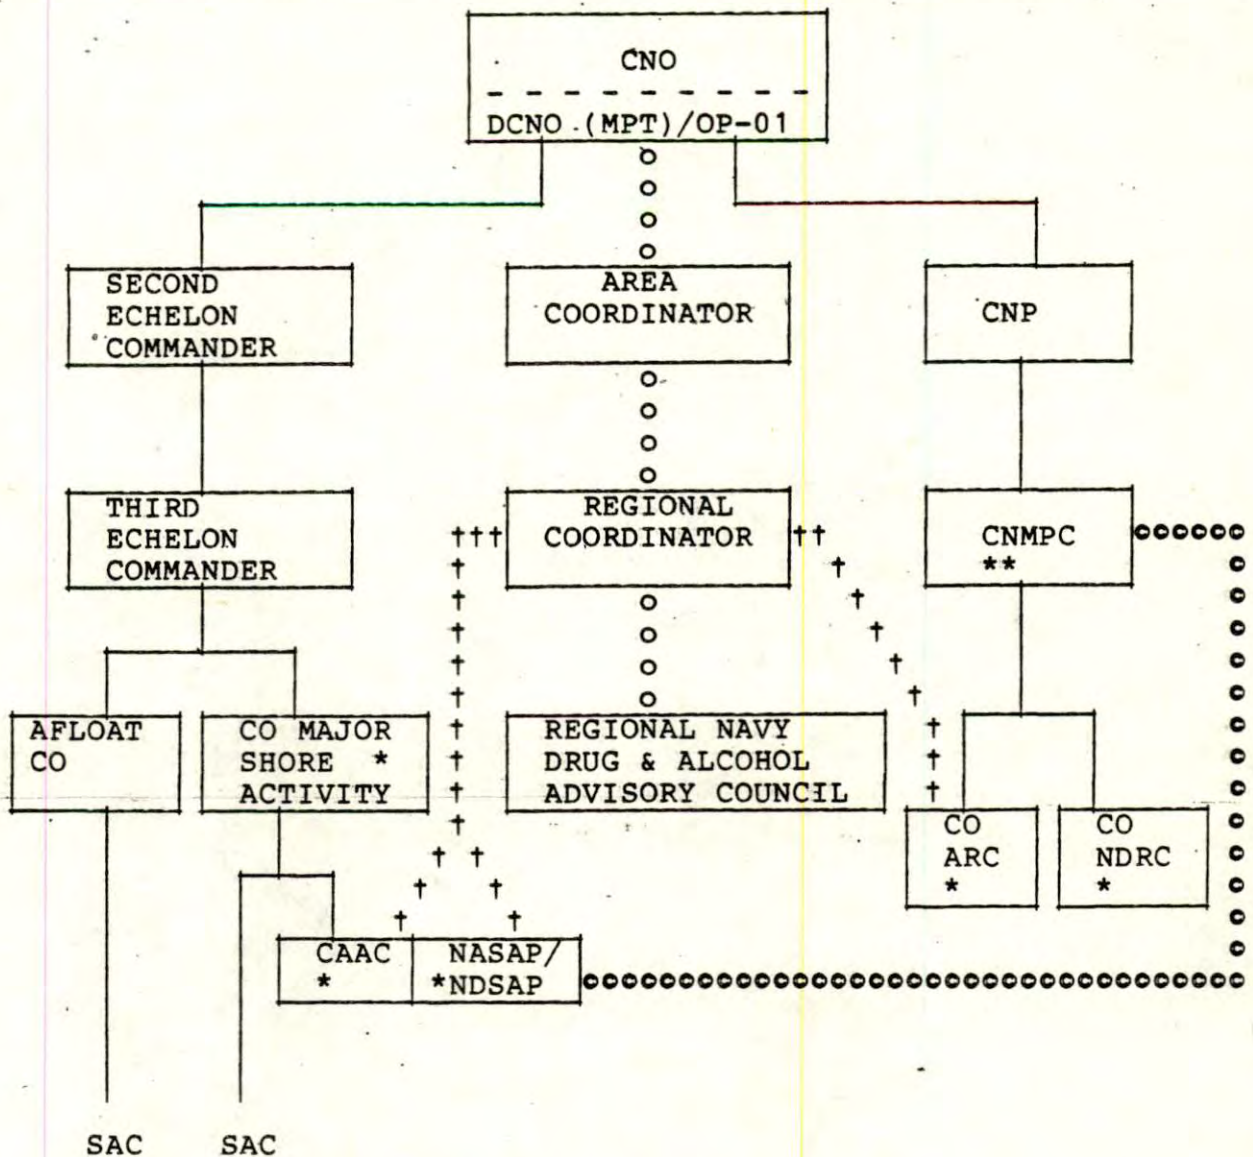 CNO
DCNO (MPT)/OP-01
SECOND
ECHELON
COMMANDER
AREA
COORDINATOR
CNP
THIRD
ECHELON
COMMANDER
REGIONAL
COORDINATOR
CNMPC
**
AFLOAT
CO
CO MAJOR
SHORE *
ACTIVITY
REGIONAL NAVY
DRUG & ALCOHOL
ADVISORY COUNCIL
CO
ARC
*
CO
NDRC
*
CAAC
*
NASAP/
*NDSAP
SAC
SAC